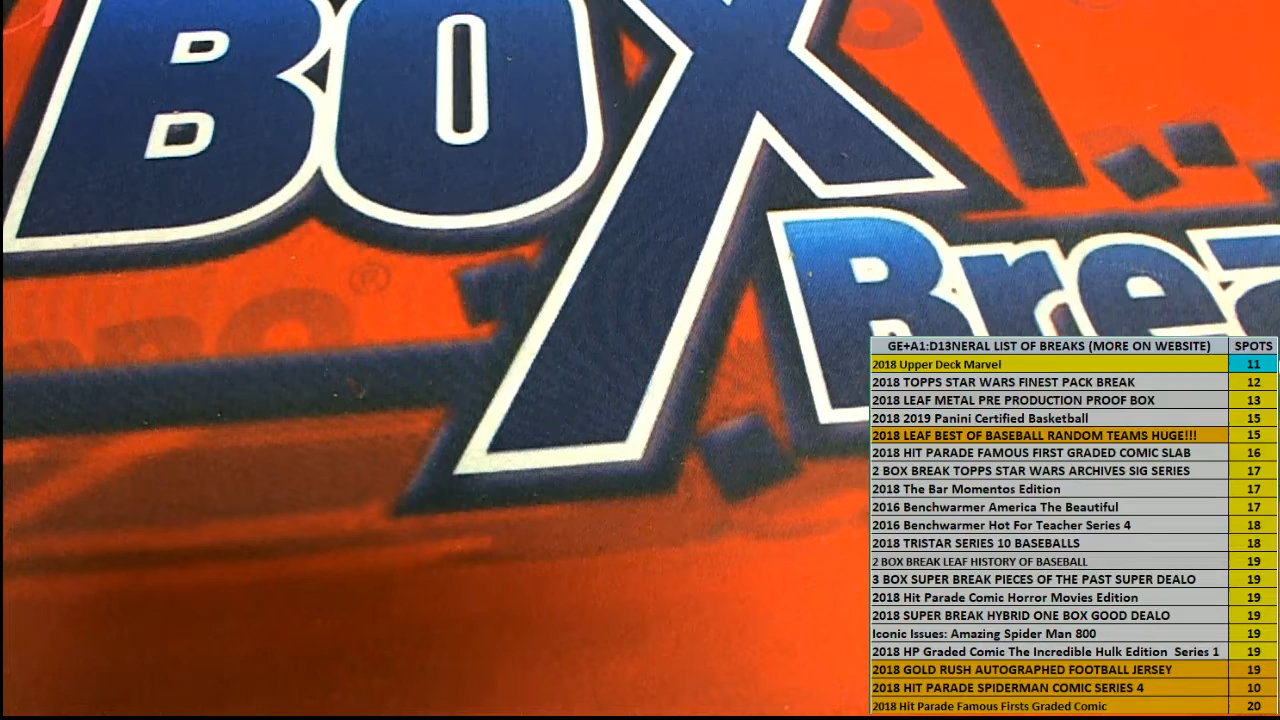 BOX
Brea
®
GE+A1:D13NERAL LIST OF BREAKS (MORE ON WEBSITE) SPOTS
2018 Upper Deck Marvel 11
2018 TOPPS STAR WARS FINEST PACK BREAK 12
2018 LEAF METAL PRE PRODUCTION PROOF BOX 13
2018 2019 Panini Certified Basketball 15
2018 LEAF BEST OF BASEBALL RANDOM TEAMS HUGE!!! 15
2018 HIT PARADE FAMOUS FIRST GRADED COMIC SLAB 16
2 BOX BREAK TOPPS STAR WARS ARCHIVES SIG SERIES 17
2018 The Bar Momentos Edition 17
2016 Benchwarmer America The Beautiful 17
2016 Benchwarmer Hot For Teacher Series 4 18
2018 TRISTAR SERIES 10 BASEBALLS 18
2 BOX BREAK LEAF HISTORY OF BASEBALL 19
3 BOX SUPER BREAK PIECES OF THE PAST SUPER DEALO 19
2018 Hit Parade Comic Horror Movies Edition 19
2018 SUPER BREAK HYBRID ONE BOX GOOD DEALO 19
Iconic Issues: Amazing Spider Man 800 19
2018 HP Graded Comic The Incredible Hulk Edition Series 1 19
2018 GOLD RUSH AUTOGRAPHED FOOTBALL JERSEY 19
2018 HIT PARADE SPIDERMAN COMIC SERIES 4 10
2018 Hit Parade Famous Firsts Graded Comic 20